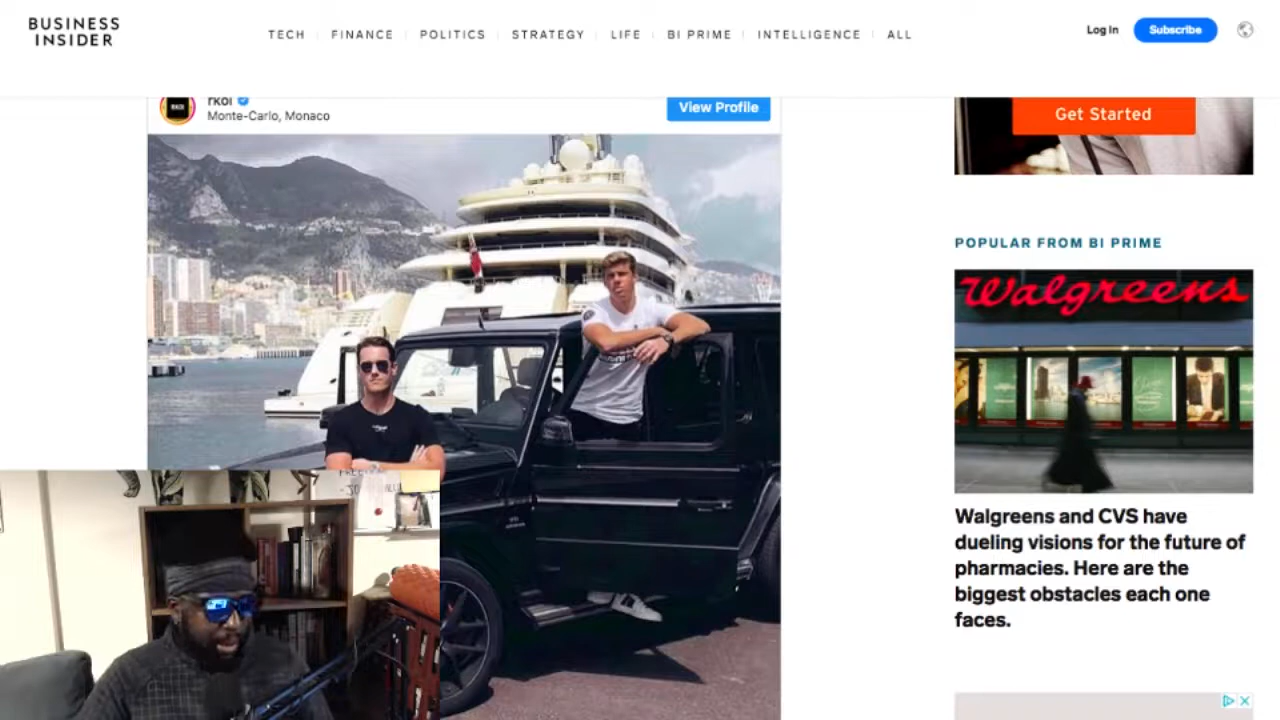 BUSINESS
INSIDER
TECH
FINANCE
POLITICS
STRATEGY
LIFE
BI PRIME
INTELLIGENCE
ALL
Log In
Subscribe
rkoi
Monte-Carlo, Monaco
View Profile
Get Started
POPULAR FROM BI PRIME
Walgreens
Walgreens and CVS have
dueling visions for the future of
pharmacies. Here are the
biggest obstacles each one
faces.